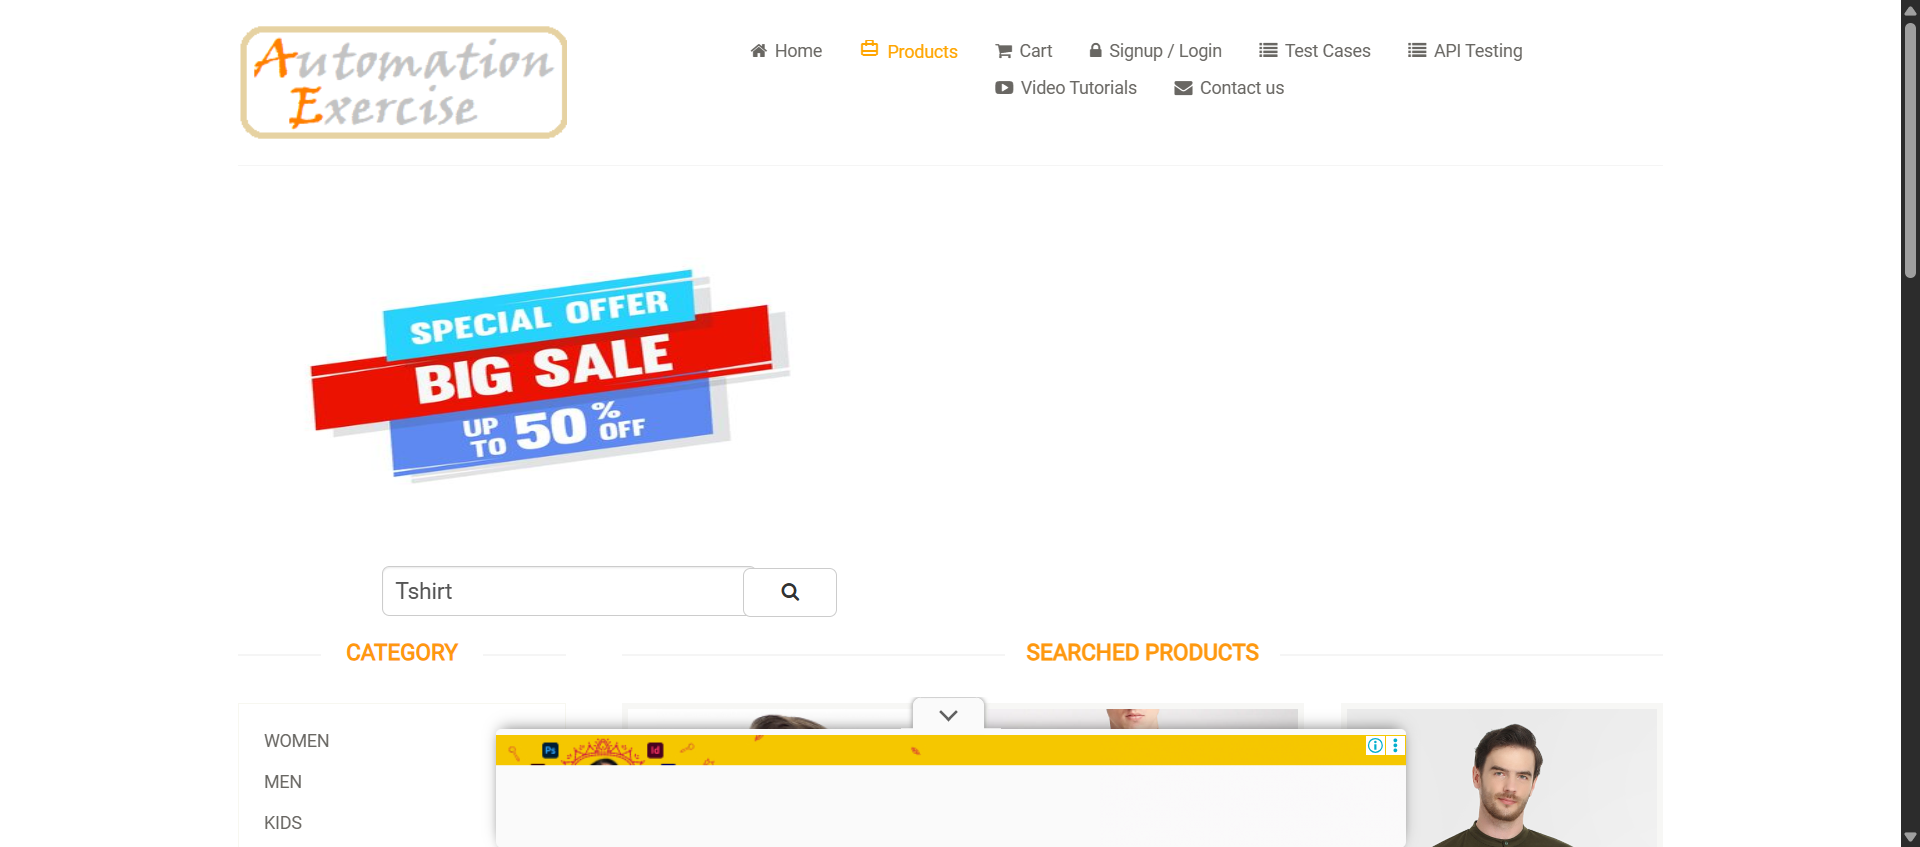 Automation
Exercise
Home
Products
Cart
Signup / Login
Test Cases
API Testing
Video Tutorials
Contact us
SPECIAL OFFER
BIG SALE
UP TO 50% OFF
Tshirt
CATEGORY
SEARCHED PRODUCTS
WOMEN
MEN
KIDS
Ps
Id